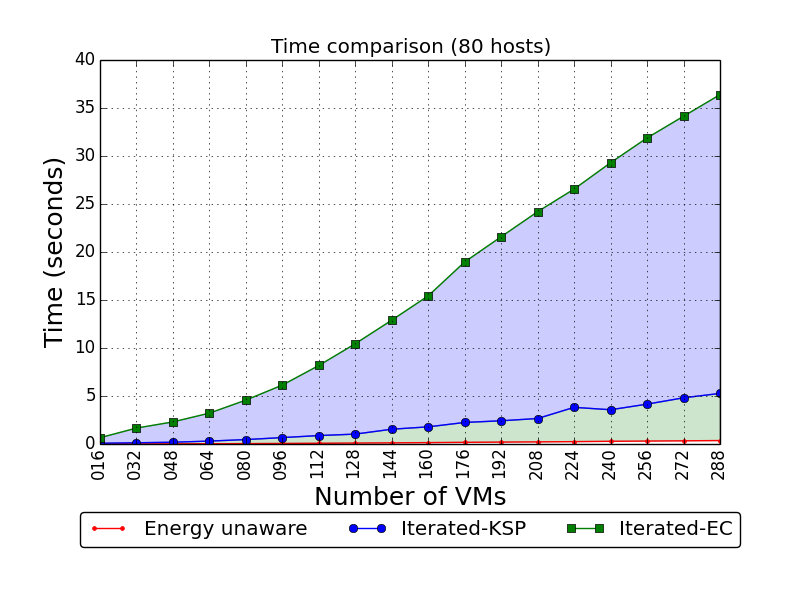 Time comparison (80 hosts)
Time (seconds)
40
35
30
25
20
15
10
5
0
016 032 048 064 080 096 112 128 144 160 176 192 208 224 240 256 272 288
Number of VMs
Energy unaware Iterated-KSP Iterated-EC